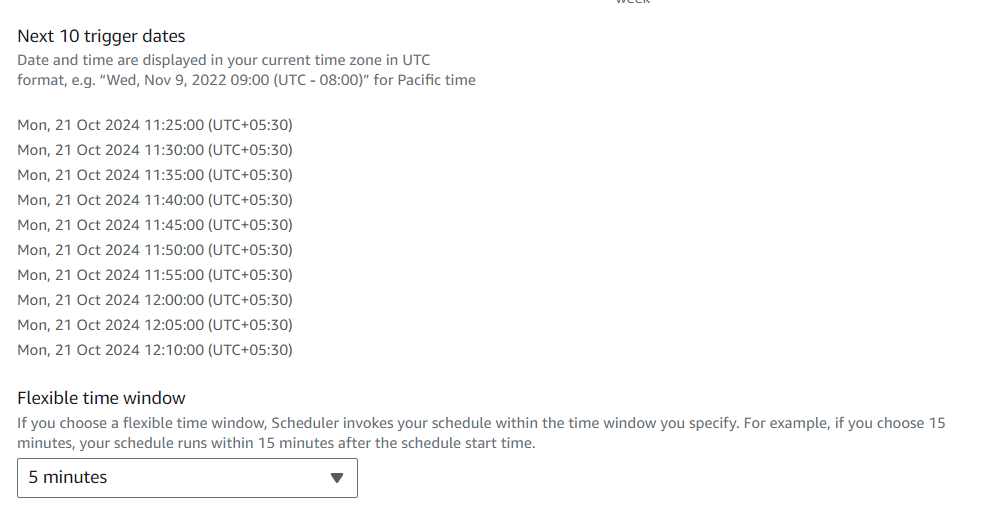 week
Next 10 trigger dates
Date and time are displayed in your current time zone in UTC
format, e.g. “Wed, Nov 9, 2022 09:00 (UTC - 08:00)” for Pacific time
Mon, 21 Oct 2024 11:25:00 (UTC+05:30)
Mon, 21 Oct 2024 11:30:00 (UTC+05:30)
Mon, 21 Oct 2024 11:35:00 (UTC+05:30)
Mon, 21 Oct 2024 11:40:00 (UTC+05:30)
Mon, 21 Oct 2024 11:45:00 (UTC+05:30)
Mon, 21 Oct 2024 11:50:00 (UTC+05:30)
Mon, 21 Oct 2024 11:55:00 (UTC+05:30)
Mon, 21 Oct 2024 12:00:00 (UTC+05:30)
Mon, 21 Oct 2024 12:05:00 (UTC+05:30)
Mon, 21 Oct 2024 12:10:00 (UTC+05:30)
Flexible time window
If you choose a flexible time window, Scheduler invokes your schedule within the time window you specify. For example, if you choose 15
minutes, your schedule runs within 15 minutes after the schedule start time.
5 minutes